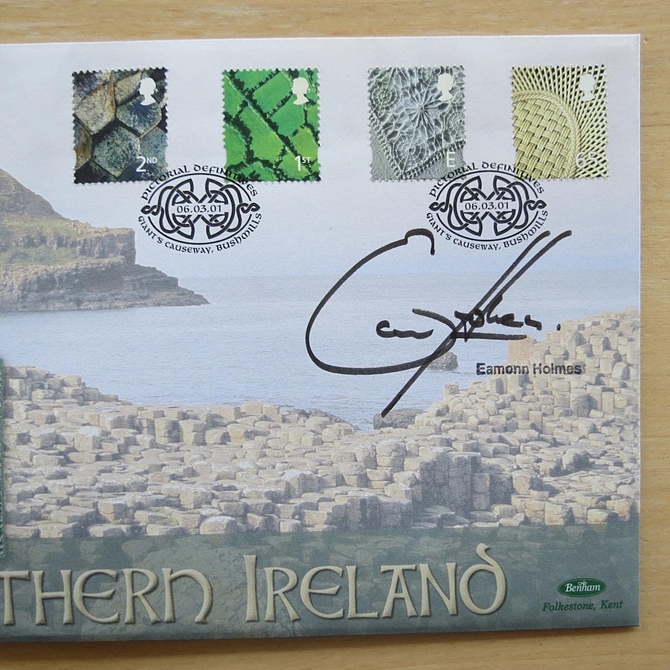 2ND
1ST
E
65
PICTORIAL DEFINITIVES
06.03.01
GIANT'S CAUSEWAY, BUSHMILLS
PICTORIAL DEFINITIVES
06.03.01
GIANT'S CAUSEWAY, BUSHMILLS
Eamonn Holmes
THERN IRELAND
Benham
Folkestone, Kent